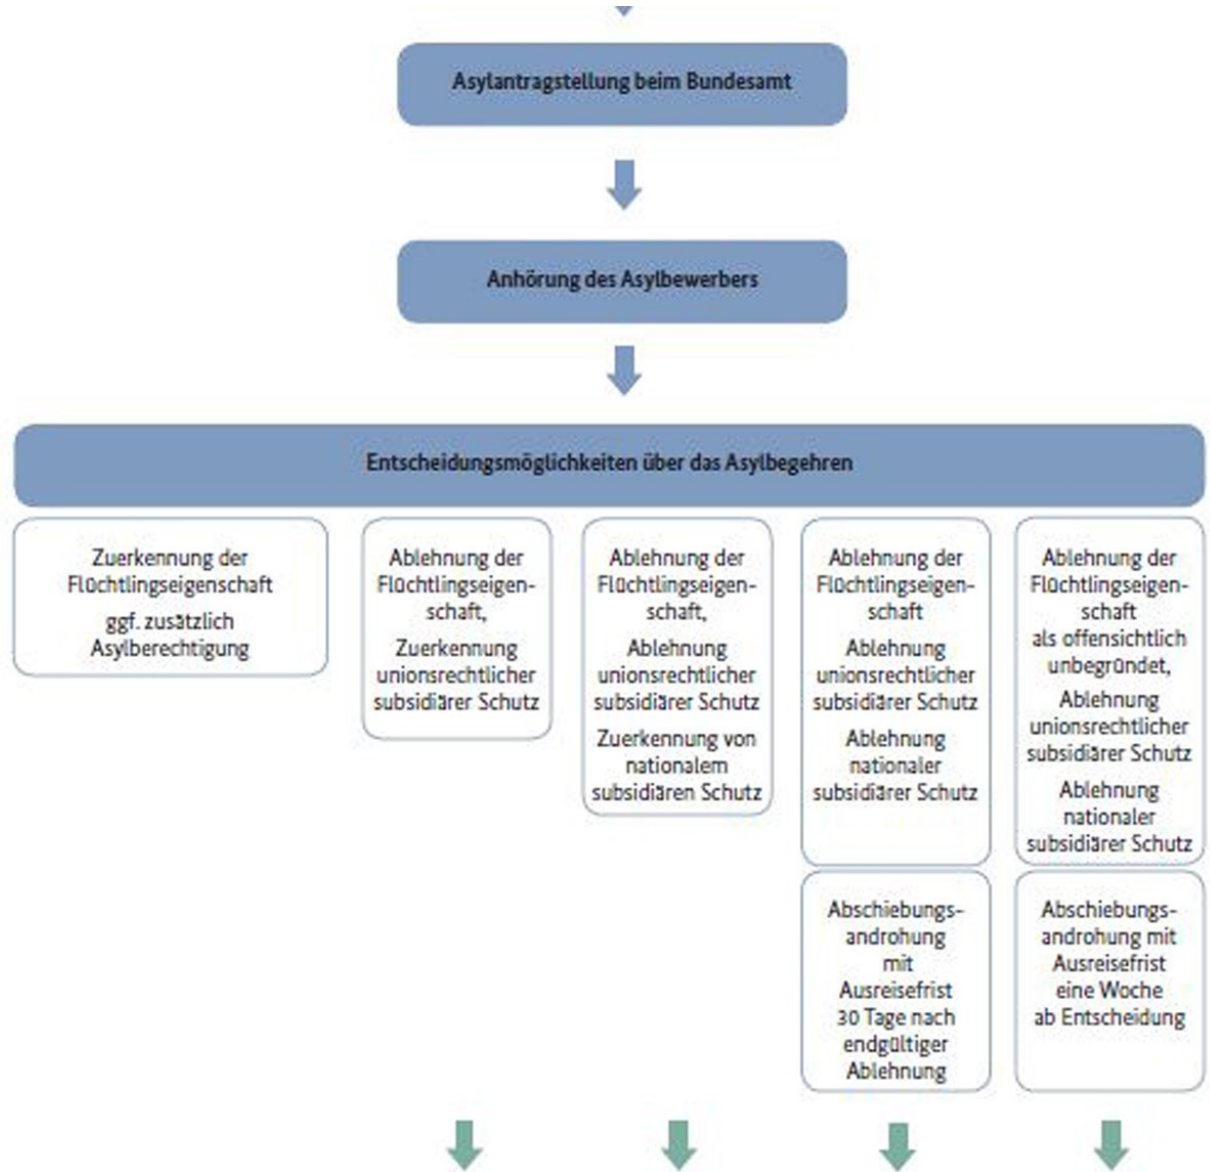 Asylantragstellung beim Bundesamt
Anhörung des Asylbewerbers
Entscheidungsmöglichkeiten über das Asylbegehren
Zuerkennung der
Flüchtlingseigenschaft
ggf. zusätzlich
Asylberechtigung
Ablehnung der
Flüchtlingseigen-
schaft,
Zuerkennung
unionsrechtlicher
subsidiärer Schutz
Ablehnung der
Flüchtlingseigen-
schaft,
Ablehnung
unionsrechtlicher
subsidiärer Schutz
Zuerkennung von
nationalem
subsidiären Schutz
Ablehnung der
Flüchtlingseigen-
schaft
Ablehnung
unionsrechtlicher
subsidiärer Schutz
Ablehnung
nationaler
subsidiärer Schutz
Abschiebungs-
androhung
mit
Ausreisefrist
30 Tage nach
endgültiger
Ablehnung
Ablehnung der
Flüchtlingseigen-
schaft
als offensichtlich
unbegründet,
Ablehnung
unionsrechtlicher
subsidiärer Schutz
Ablehnung
nationaler
subsidiärer Schutz
Abschiebungs-
androhung mit
Ausreisefrist
eine Woche
ab Entscheidung